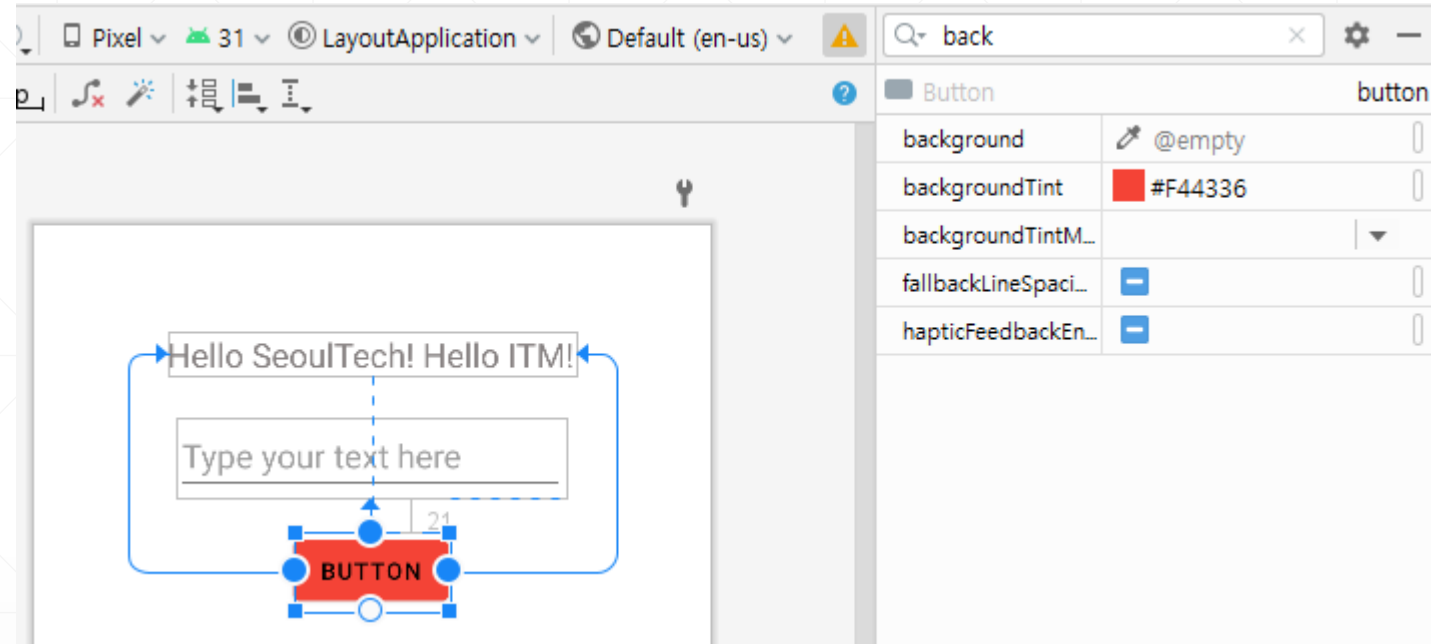 Pixel 31 LayoutApplication Default (en-us)
back
p
Button button
background @empty
backgroundTint #F44336
backgroundTintM...
fallbackLineSpaci...
hapticFeedbackEn...
Hello SeoulTech! Hello ITM!
Type your text here
21
BUTTON